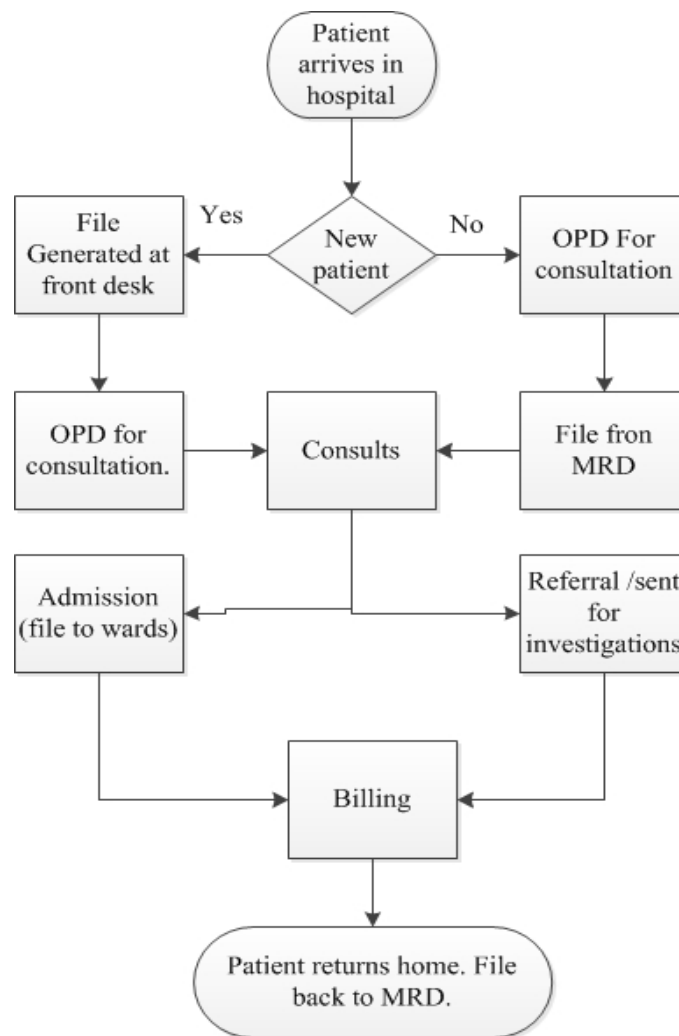 Patient
arrives in
hospital
Yes
No
File
Generated at
front desk
New
patient
OPD For
consultation
OPD for
consultation.
Consults
File fron
MRD
Admission
(file to wards)
Referral /sent
for
investigations
Billing
Patient returns home. File
back to MRD.